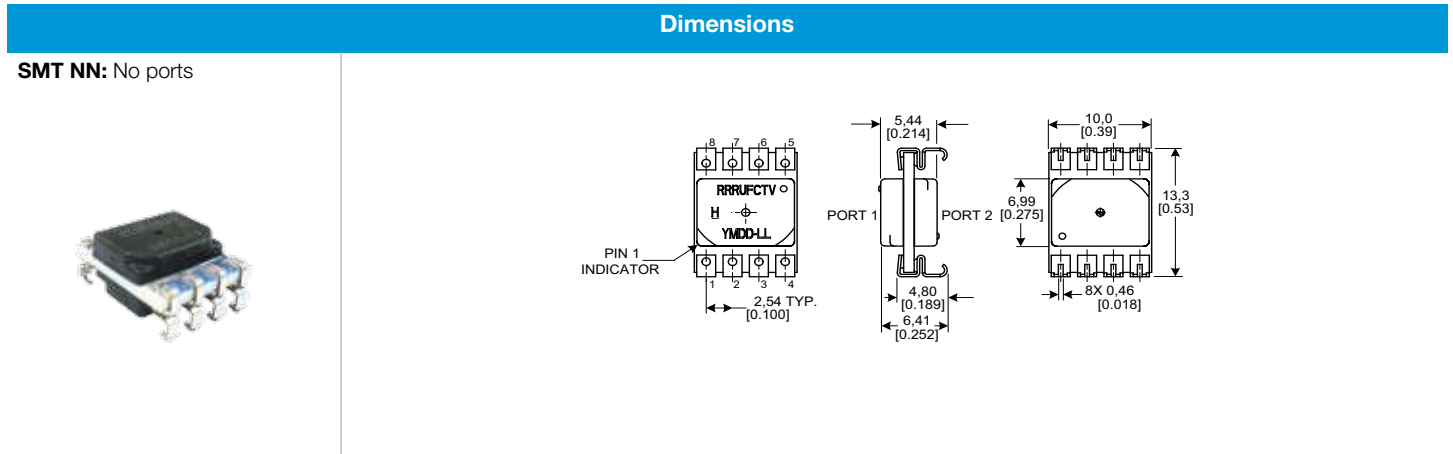 Dimensions
SMT NN: No ports
8 7 6 5
RRRUFCTV
H
YMDD-LL
PIN 1
INDICATOR
1 2 3 4
2,54 TYP.
[0.100]
5,44
[0.214]
PORT 1
PORT 2
4,80
[0.189]
6,41
[0.252]
10,0
[0.39]
6,99
[0.275]
13,3
[0.53]
8X 0,46
[0.018]